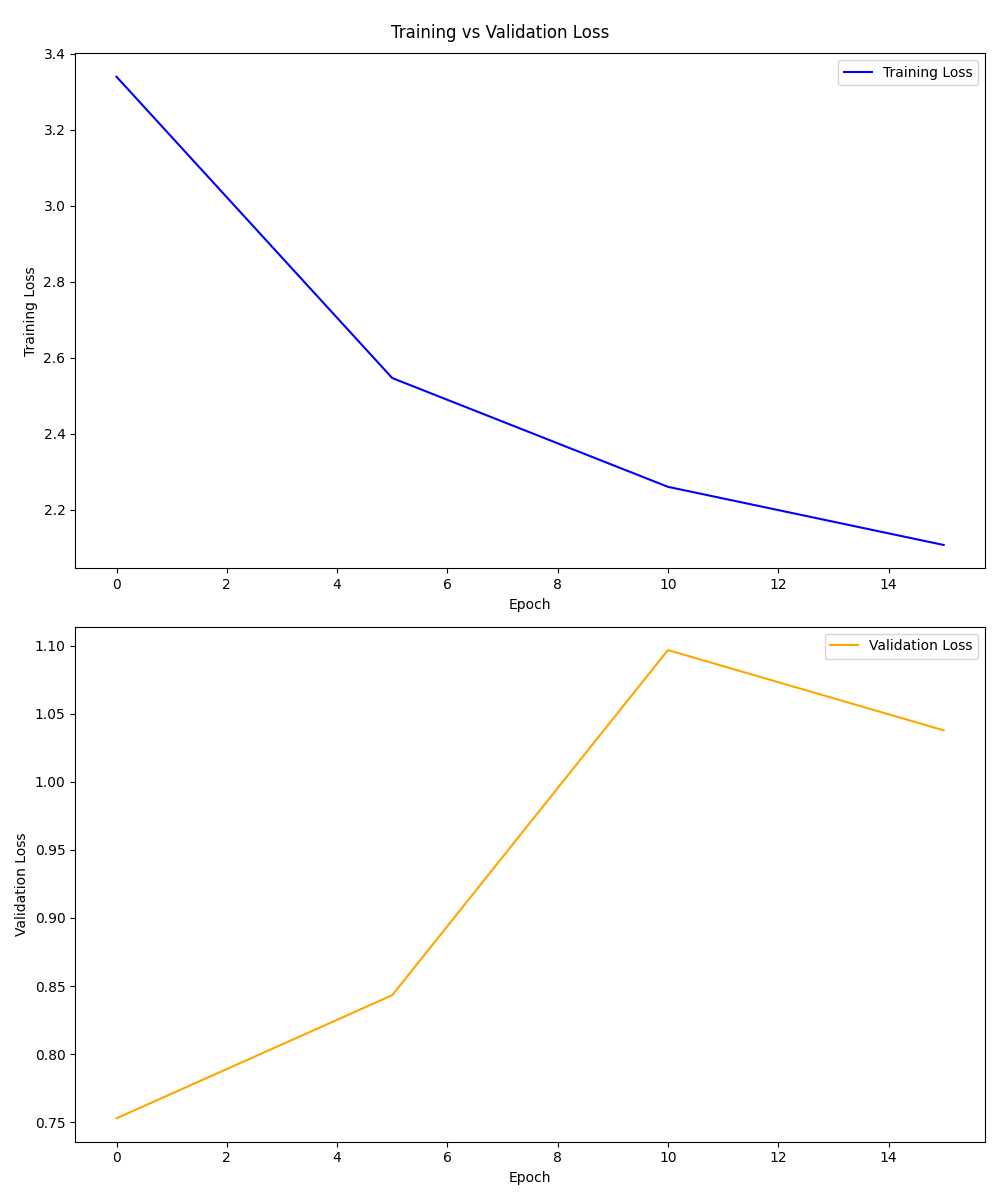 Training vs Validation Loss
Training Loss
3.4
3.2
3.0
2.8
2.6
2.4
2.2
Training Loss
0 2 4 6 8 10 12 14
Epoch
Validation Loss
1.10
1.05
1.00
0.95
0.90
0.85
0.80
0.75
Validation Loss
0 2 4 6 8 10 12 14
Epoch